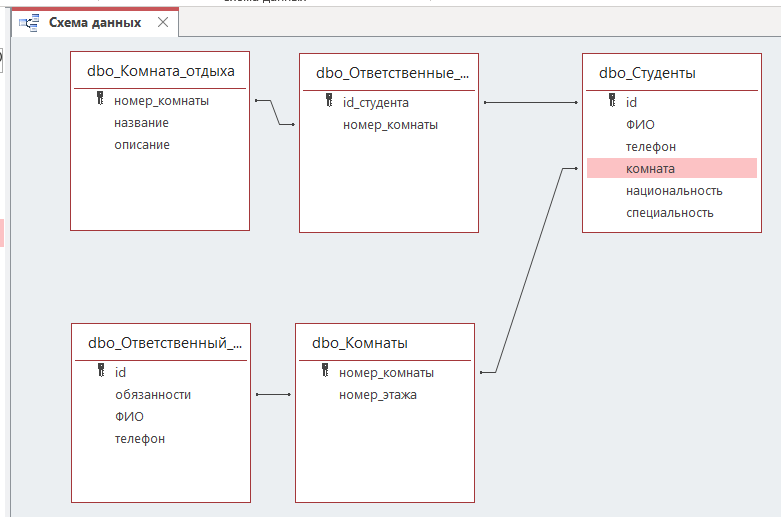 Схема данных
dbo_Комната_отдыха
номер_комнаты
название
описание
dbo_Ответственные_...
id_студента
номер_комнаты
dbo_Студенты
id
ФИО
телефон
комната
национальность
специальность
dbo_Ответственный_...
id
обязанности
ФИО
телефон
dbo_Комнаты
номер_комнаты
номер_этажа